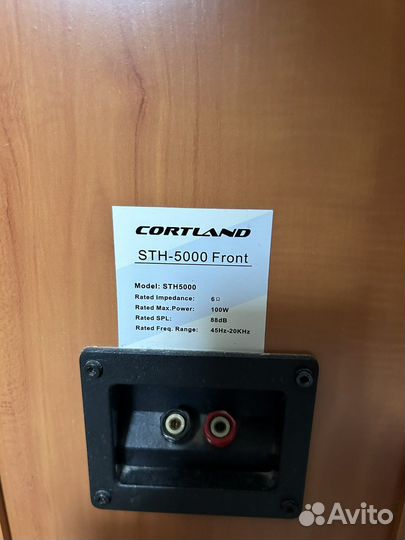 CORTLAND
STH-5000 Front
Model: STH5000
Rated Impedance: 6Ω
Rated Max.Power: 100W
Rated SPL: 88dB
Rated Freq. Range: 45Hz-20KHz
Avito